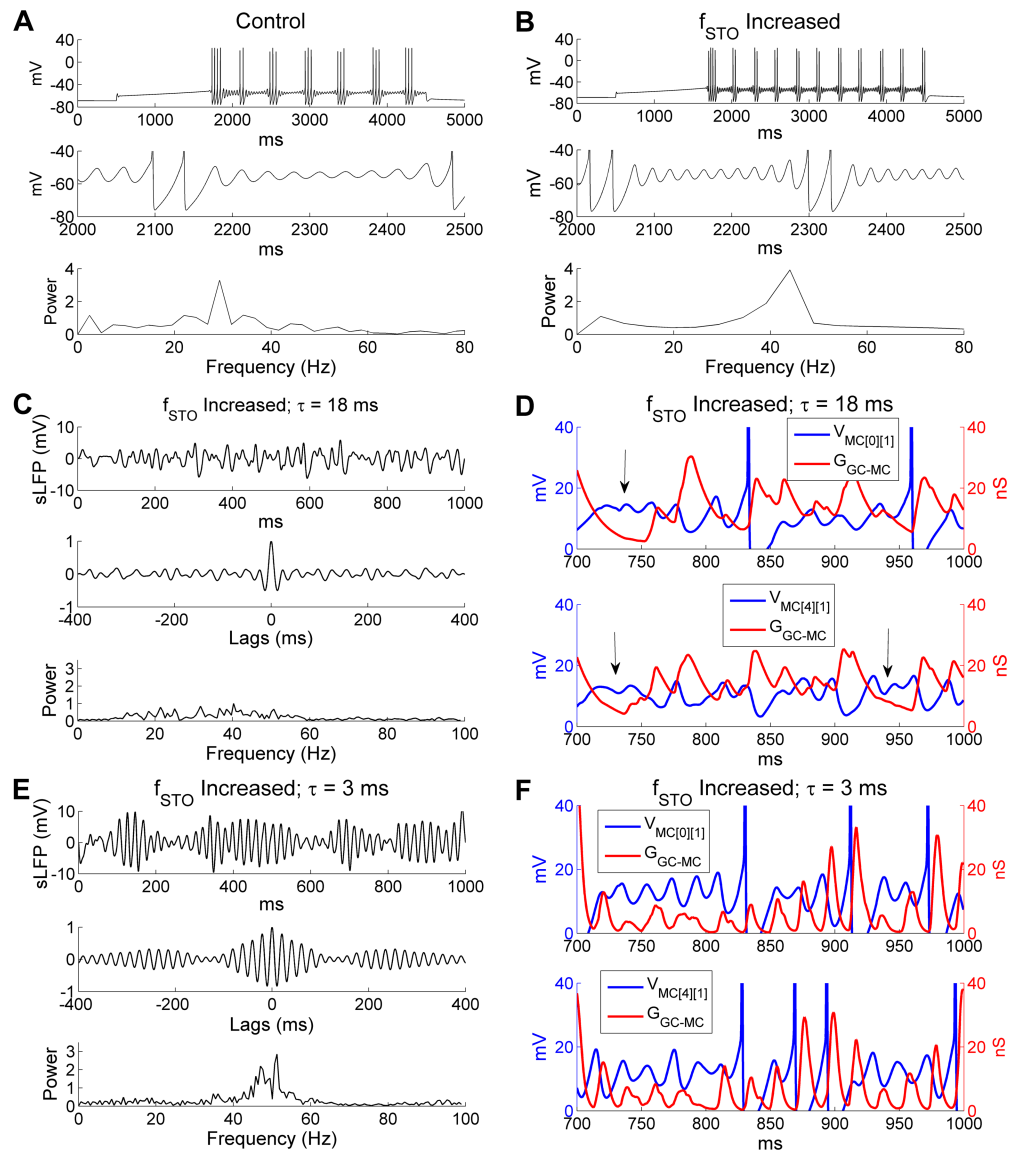 A
Control
40
0
-40
-80
mV
0 1000 2000 3000 4000 5000
ms
-40
-60
-80
mV
2000 2100 2200 2300 2400 2500
ms
4
2
0
Power
0 20 40 60 80
Frequency (Hz)
B
fSTO Increased
40
0
-40
-80
mV
0 1000 2000 3000 4000 5000
ms
-40
-60
-80
mV
2000 2100 2200 2300 2400 2500
ms
4
2
0
Power
0 20 40 60 80
Frequency (Hz)
C
fSTO Increased; τ = 18 ms
10
0
-10
sLFP (mV)
0 200 400 600 800 1000
ms
1
0
-1
-400 -200 0 200 400
Lags (ms)
3
2
1
0
Power
0 20 40 60 80 100
Frequency (Hz)
D
fSTO Increased; τ = 18 ms
VMC[0][1]
GGC-MC
40
20
0
mV
40
20
0
nS
700 750 800 850 900 950 1000
VMC[4][1]
GGC-MC
40
20
0
mV
40
20
0
nS
700 750 800 850 900 950 1000
ms
E
fSTO Increased; τ = 3 ms
10
0
-10
sLFP (mV)
0 200 400 600 800 1000
ms
1
0
-1
-400 -200 0 200 400
Lags (ms)
3
2
1
0
Power
0 20 40 60 80 100
Frequency (Hz)
F
fSTO Increased; τ = 3 ms
VMC[0][1]
GGC-MC
40
20
0
mV
40
20
0
nS
700 750 800 850 900 950 1000
VMC[4][1]
GGC-MC
40
20
0
mV
40
20
0
nS
700 750 800 850 900 950 1000
ms